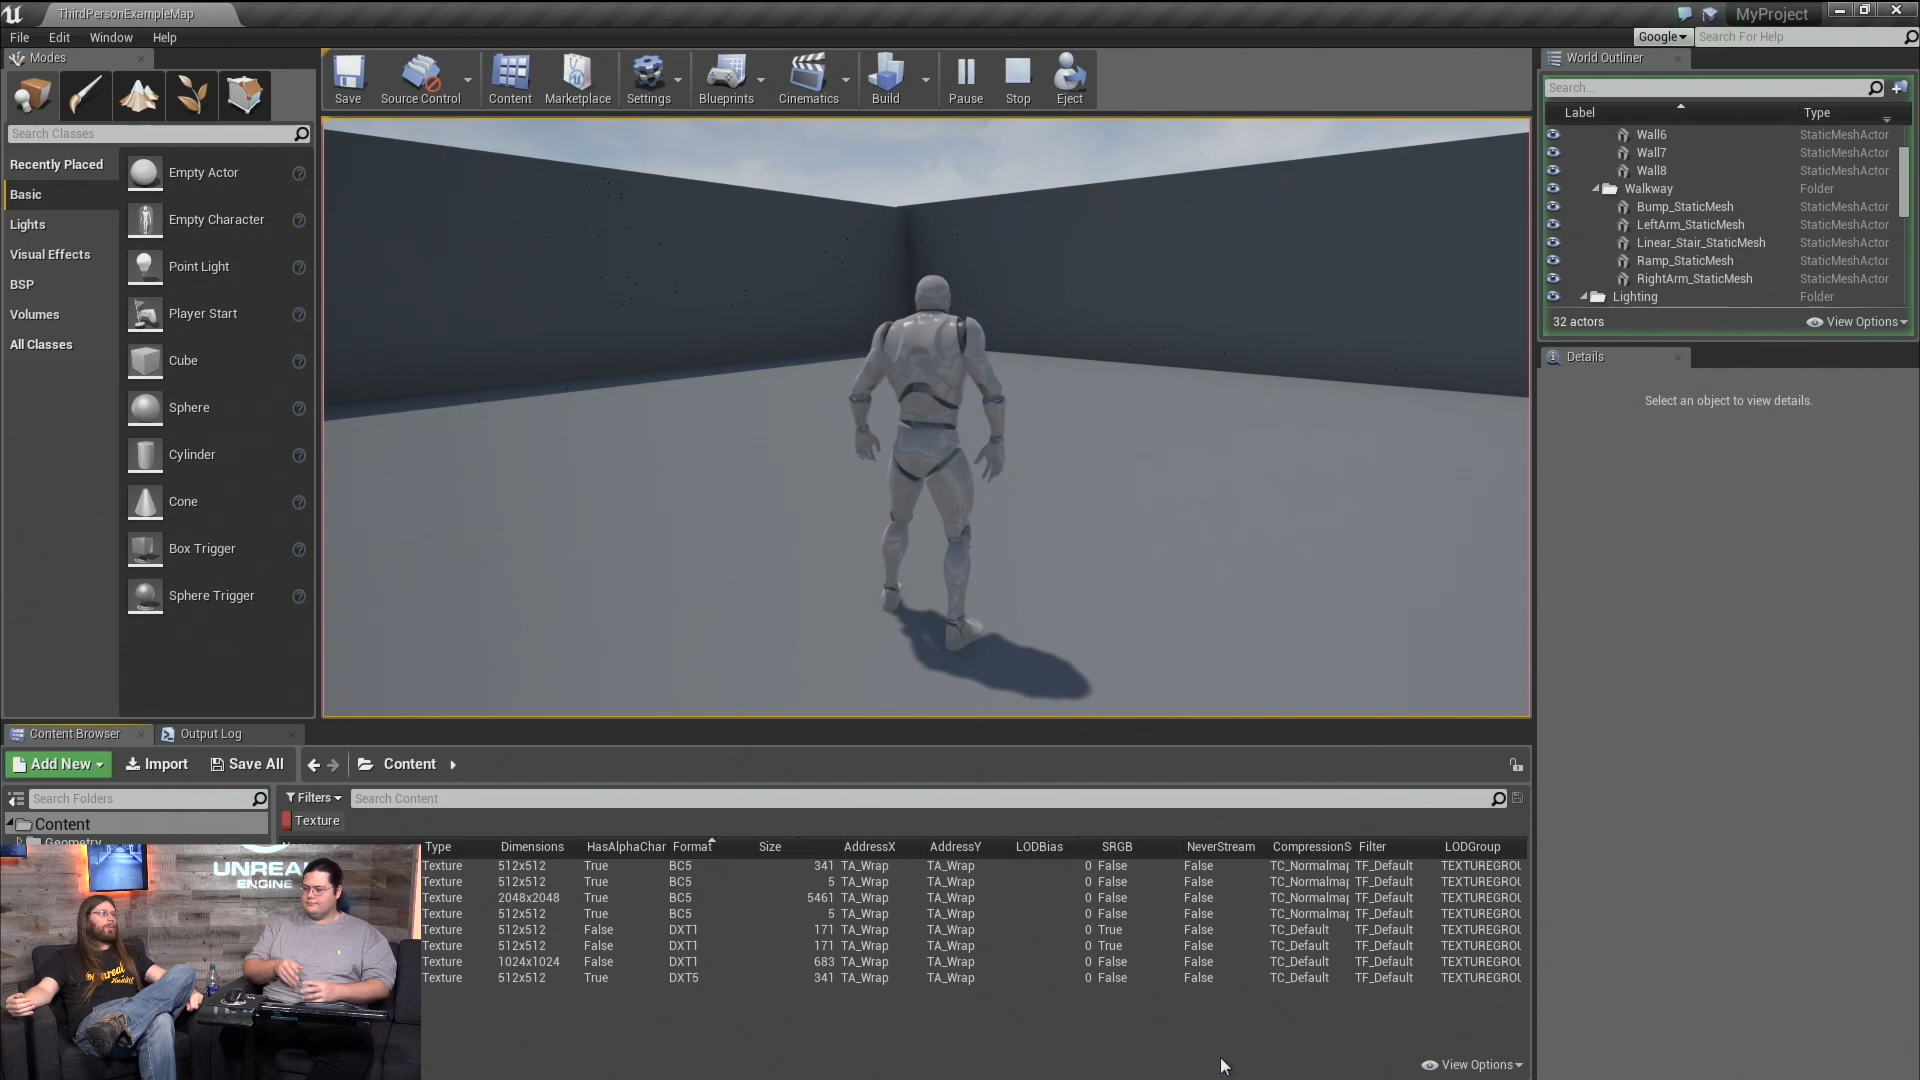 ThirdPersonExampleMap
MyProject
File Edit Window Help
Google Search For Help
Modes
Save Source Control Content Marketplace Settings Blueprints Cinematics Build Pause Stop Eject
World Outliner
Search...
Label Type
Wall6 StaticMeshActor
Wall7 StaticMeshActor
Wall8 StaticMeshActor
Walkway Folder
Bump_StaticMesh StaticMeshActor
LeftArm_StaticMesh StaticMeshActor
Linear_Stair_StaticMesh StaticMeshActor
Ramp_StaticMesh StaticMeshActor
RightArm_StaticMesh StaticMeshActor
Lighting Folder
32 actors View Options
Details
Select an object to view details.
Search Classes
Recently Placed
Basic
Lights
Visual Effects
BSP
Volumes
All Classes
Empty Actor
Empty Character
Point Light
Player Start
Cube
Sphere
Cylinder
Cone
Box Trigger
Sphere Trigger
Content Browser Output Log
Add New Import Save All Content
Search Folders Filters Search Content
Content Texture
Geometry
Type Dimensions HasAlphaChar Format Size AddressX AddressY LODBias SRGB NeverStream CompressionS Filter LODGroup
Texture 512x512 True BC5 341 TA_Wrap TA_Wrap 0 False False TC_Normalmap TF_Default TEXTUREGROU
Texture 512x512 True BC5 5 TA_Wrap TA_Wrap 0 False False TC_Normalmap TF_Default TEXTUREGROU
Texture 2048x2048 True BC5 5461 TA_Wrap TA_Wrap 0 False False TC_Normalmap TF_Default TEXTUREGROU
Texture 512x512 True BC5 5 TA_Wrap TA_Wrap 0 False False TC_Normalmap TF_Default TEXTUREGROU
Texture 512x512 False DXT1 171 TA_Wrap TA_Wrap 0 True False TC_Default TF_Default TEXTUREGROU
Texture 512x512 False DXT1 171 TA_Wrap TA_Wrap 0 True False TC_Default TF_Default TEXTUREGROU
Texture 1024x1024 False DXT1 683 TA_Wrap TA_Wrap 0 False False TC_Default TF_Default TEXTUREGROU
Texture 512x512 True DXT5 341 TA_Wrap TA_Wrap 0 False False TC_Default TF_Default TEXTUREGROU
UNREA
ENGINE
View Options